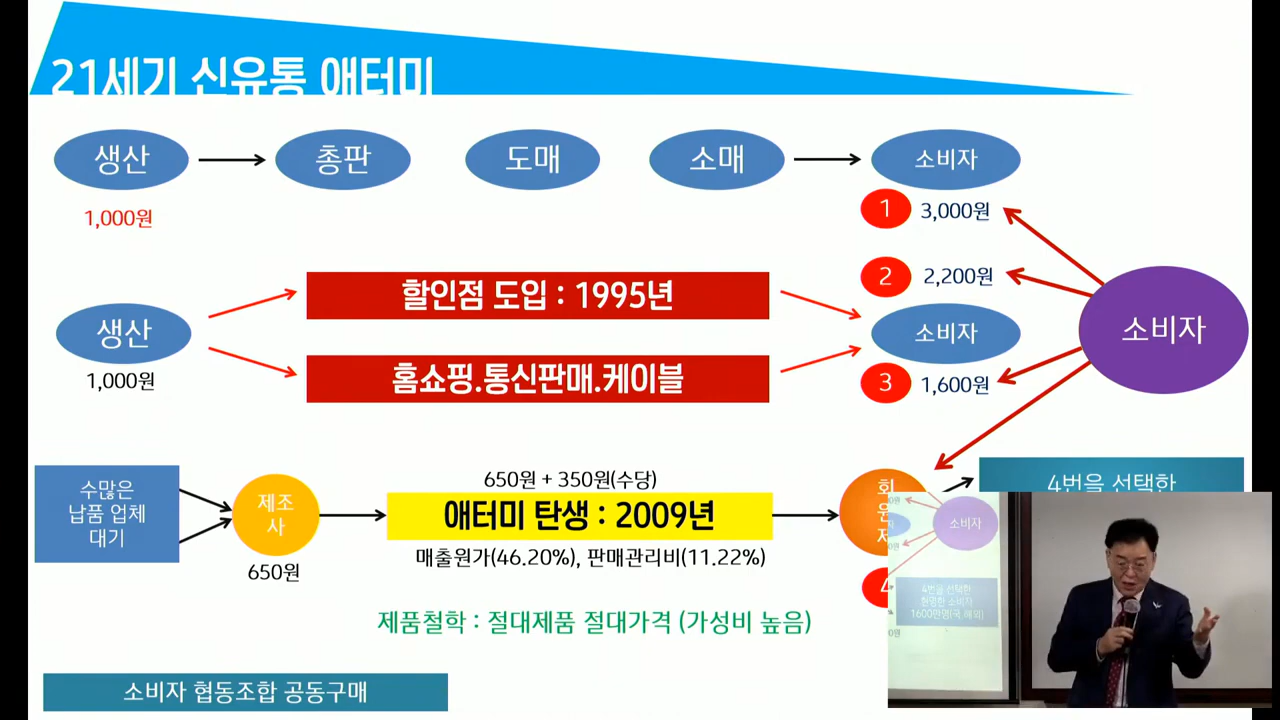 21세기 신유통 애터미
생산
총판
도매
소매
소비자
1,000원
1
3,000원
2
2,200원
할인점 도입 : 1995년
생산
소비자
소비자
1,000원
홈쇼핑.통신판매.케이블
3
1,600원
650원 + 350원(수당)
수많은
납품 업체
대기
제조
사
애터미 탄생 : 2009년
회
원
4번을 선택한
650원
매출원가(46.20%), 판매관리비(11.22%)
4
제품철학 : 절대제품 절대가격 (가성비 높음)
소비자 협동조합 공동구매
소비자
4번을 선택한
현명한 소비자
1600만명(국 해외)